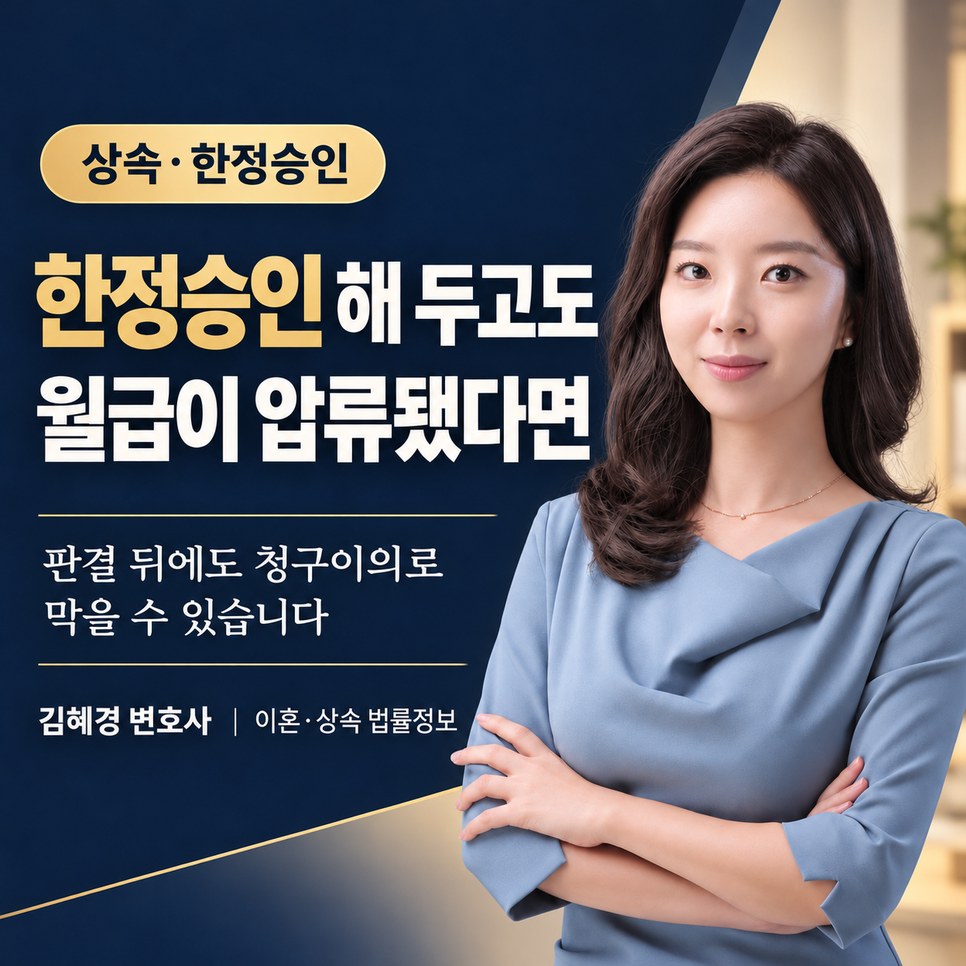 상속 · 한정승인
한정승인 해 두고도
월급이 압류됐다면
판결 뒤에도 청구이의로
막을 수 있습니다
김혜경 변호사 | 이혼 · 상속 법률정보